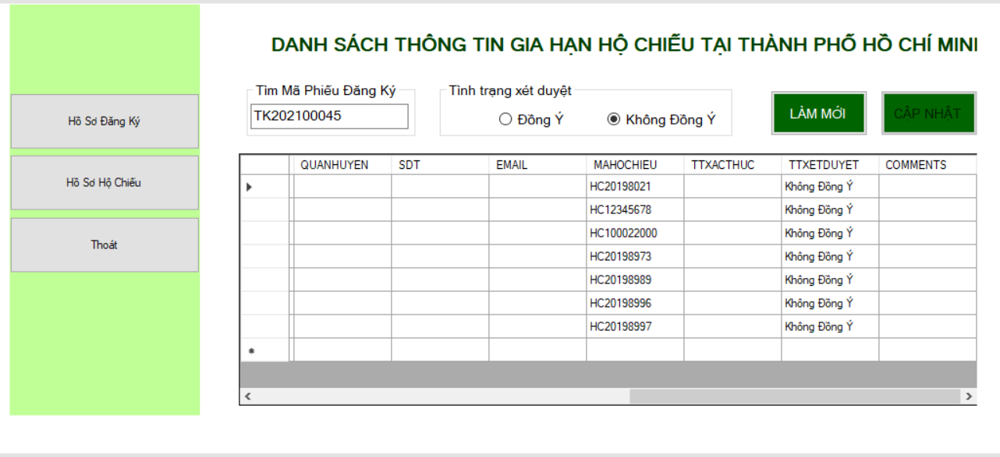 DANH SÁCH THÔNG TIN GIA HẠN HỘ CHIẾU TẠI THÀNH PHỐ HỒ CHÍ MINH
Tìm Mã Phiếu Đăng Ký
Tình trạng xét duyệt
TK202100045
Đồng Ý
Không Đồng Ý
LÀM MỚI
CẬP NHẬT
Hồ Sơ Đăng Ký
Hồ Sơ Hộ Chiếu
Thoát
QUANHUYEN SDT EMAIL MAHOCHIEU TTXACTHUC TTXETDUYET COMMENTS
HC20198021 Không Đồng Ý
HC12345678 Không Đồng Ý
HC100022000 Không Đồng Ý
HC20198973 Không Đồng Ý
HC20198989 Không Đồng Ý
HC20198996 Không Đồng Ý
HC20198997 Không Đồng Ý